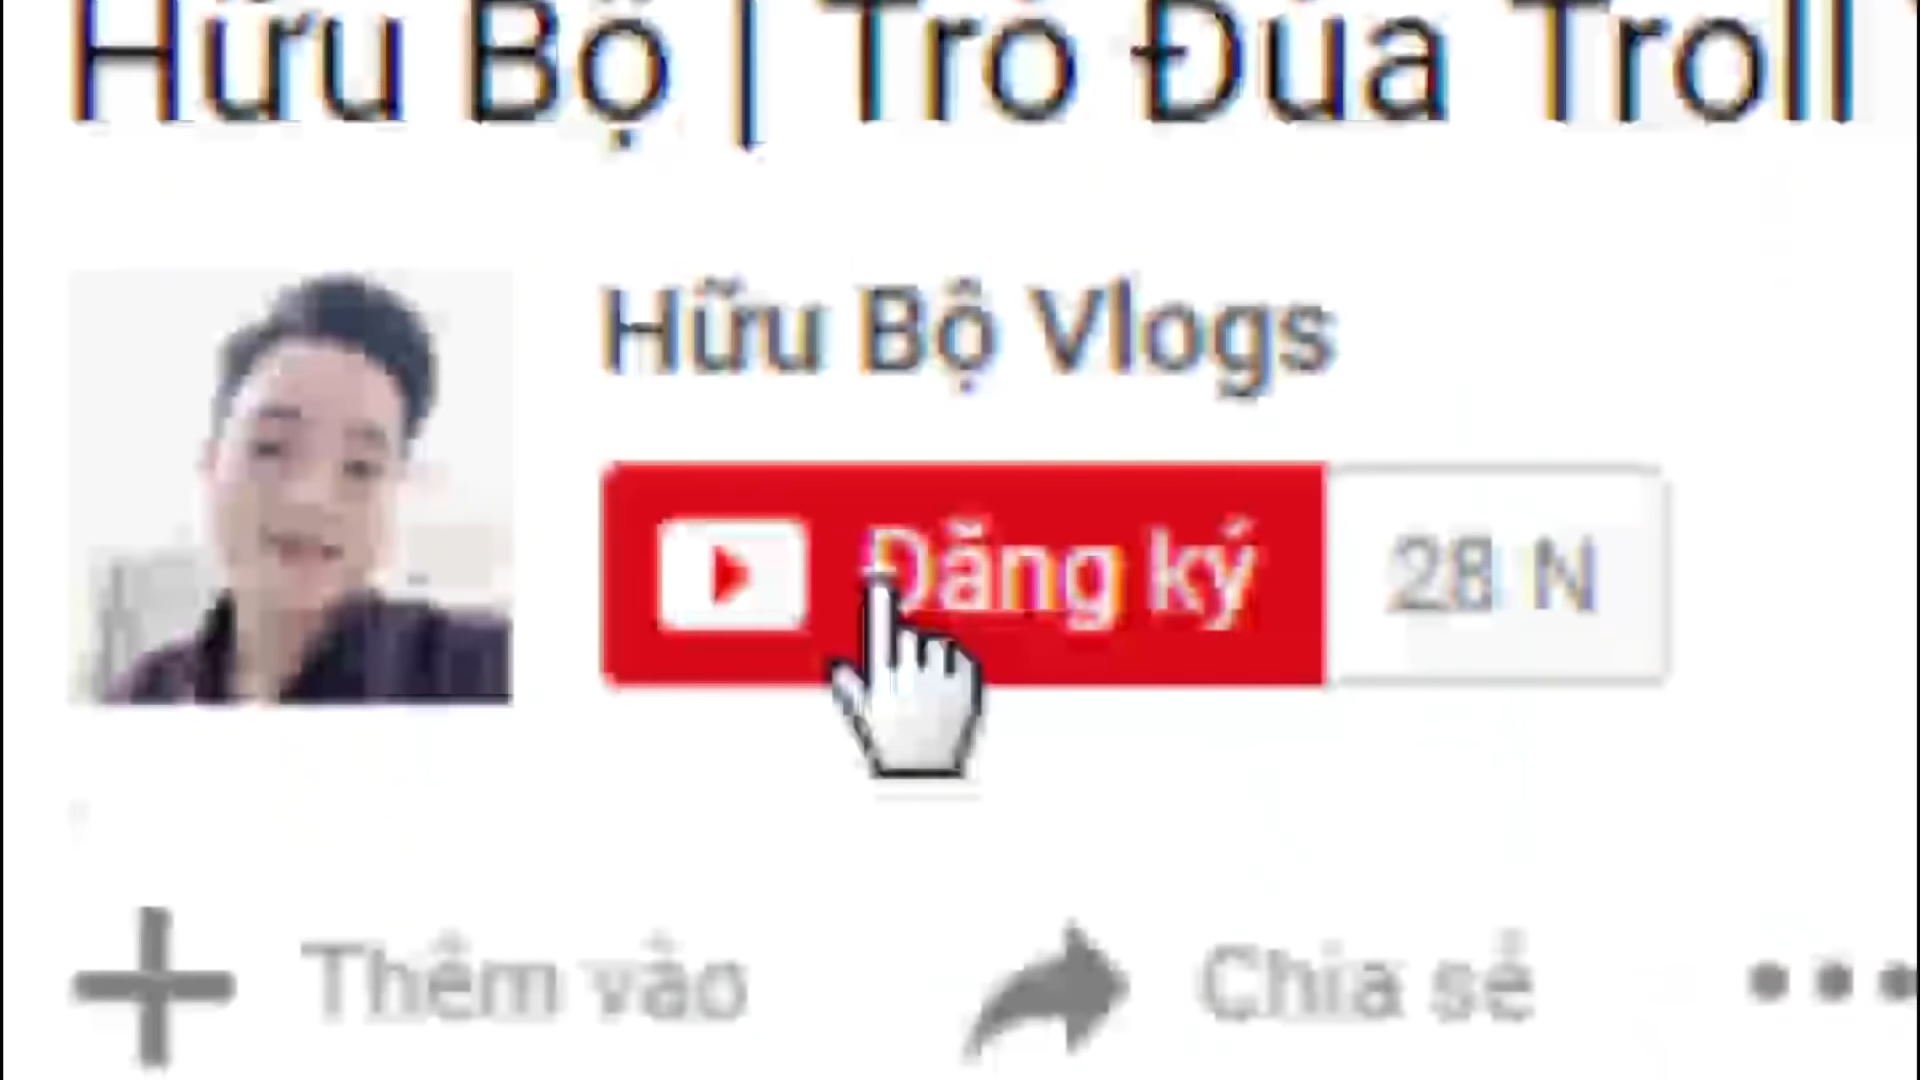 Hữu Bộ | Trò Đùa Troll
Hữu Bộ Vlogs
Đăng ký 28 N
Thêm vào Chia sẻ